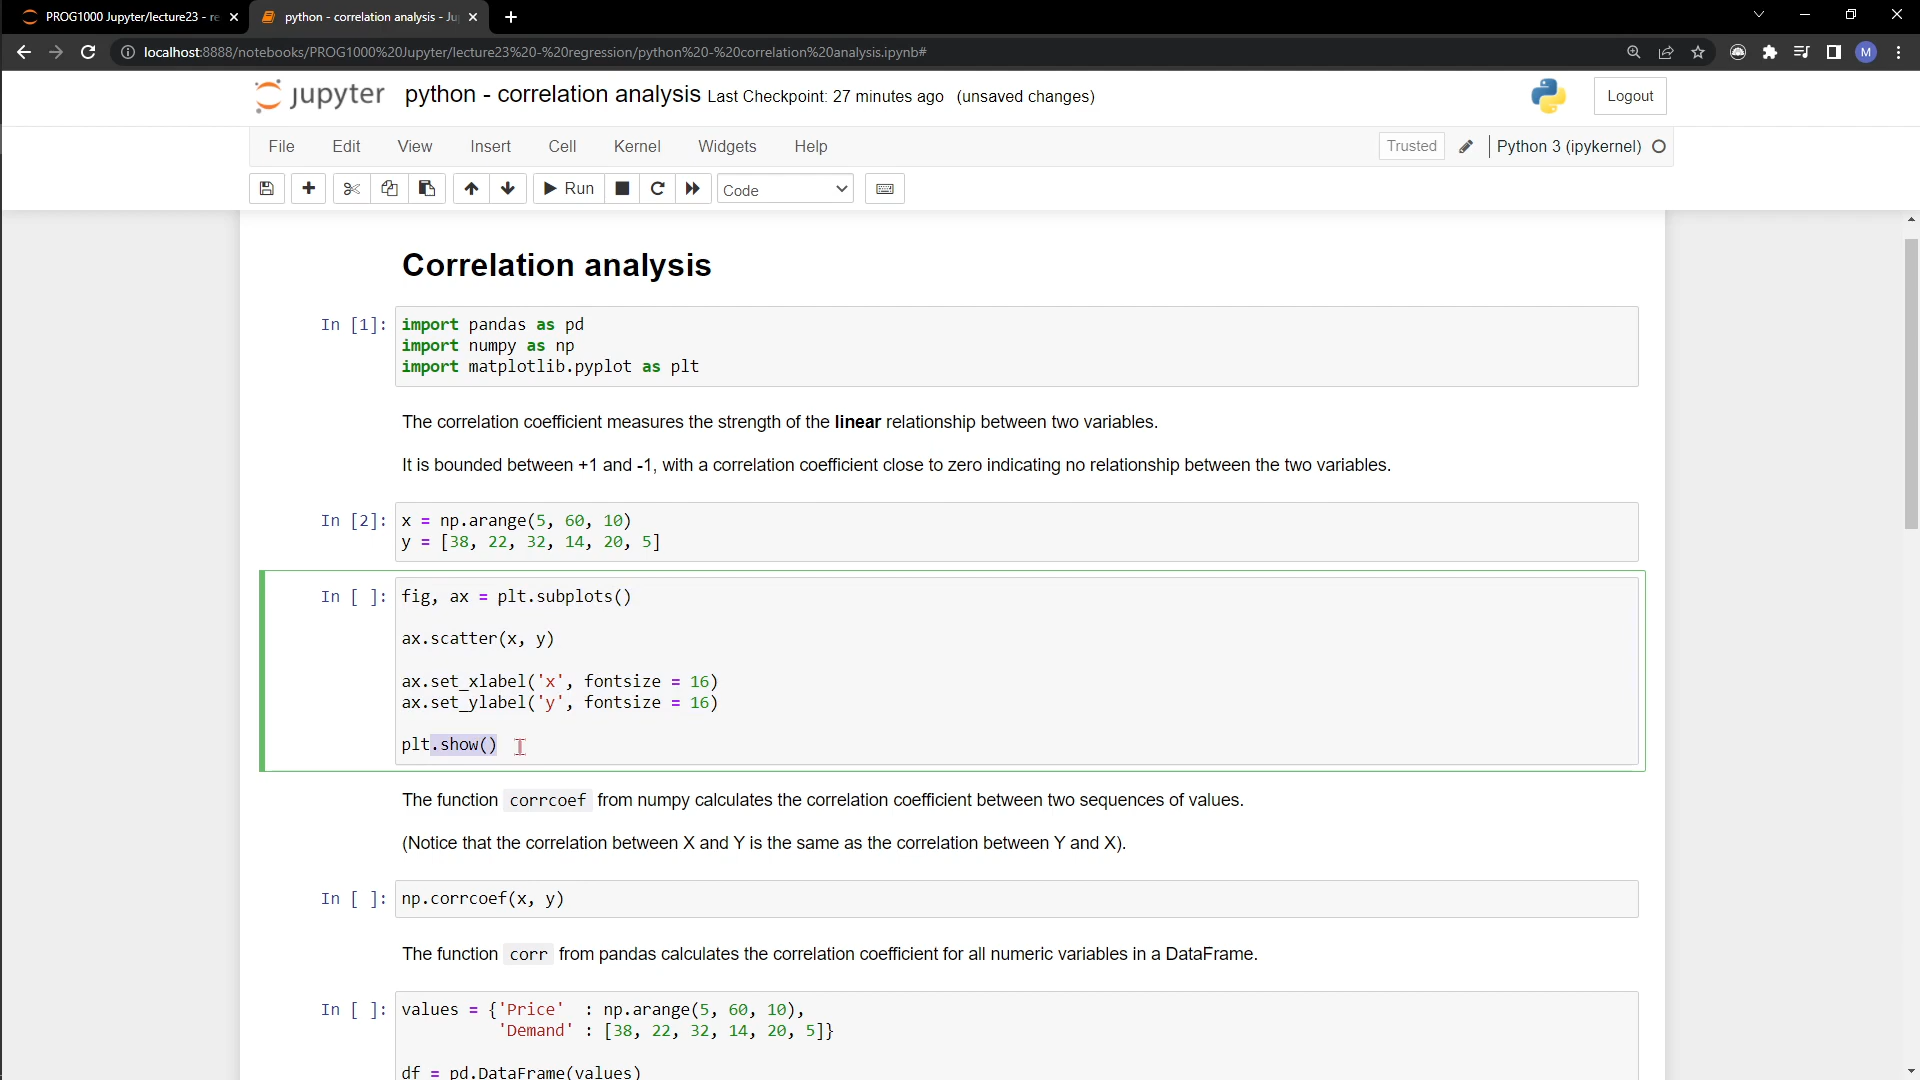 PROG1000 Jupyter/lecture23 - re
python - correlation analysis - Ju
localhost:8888/notebooks/PROG1000%20Jupyter/lecture23%20-%20regression/python%20-%20correlation%20analysis.ipynb#
M
jupyter python - correlation analysis Last Checkpoint: 27 minutes ago (unsaved changes)
Logout
File Edit View Insert Cell Kernel Widgets Help
Trusted Python 3 (ipykernel)
Run Code
Correlation analysis
In [1]: import pandas as pd
import numpy as np
import matplotlib.pyplot as plt
The correlation coefficient measures the strength of the linear relationship between two variables.
It is bounded between +1 and -1, with a correlation coefficient close to zero indicating no relationship between the two variables.
In [2]: x = np.arange(5, 60, 10)
y = [38, 22, 32, 14, 20, 5]
In [ ]: fig, ax = plt.subplots()
ax.scatter(x, y)
ax.set_xlabel('x', fontsize = 16)
ax.set_ylabel('y', fontsize = 16)
plt.show()
The function corrcoef from numpy calculates the correlation coefficient between two sequences of values.
(Notice that the correlation between X and Y is the same as the correlation between Y and X).
In [ ]: np.corrcoef(x, y)
The function corr from pandas calculates the correlation coefficient for all numeric variables in a DataFrame.
In [ ]: values = {'Price' : np.arange(5, 60, 10),
'Demand' : [38, 22, 32, 14, 20, 5]}
df = pd.DataFrame(values)